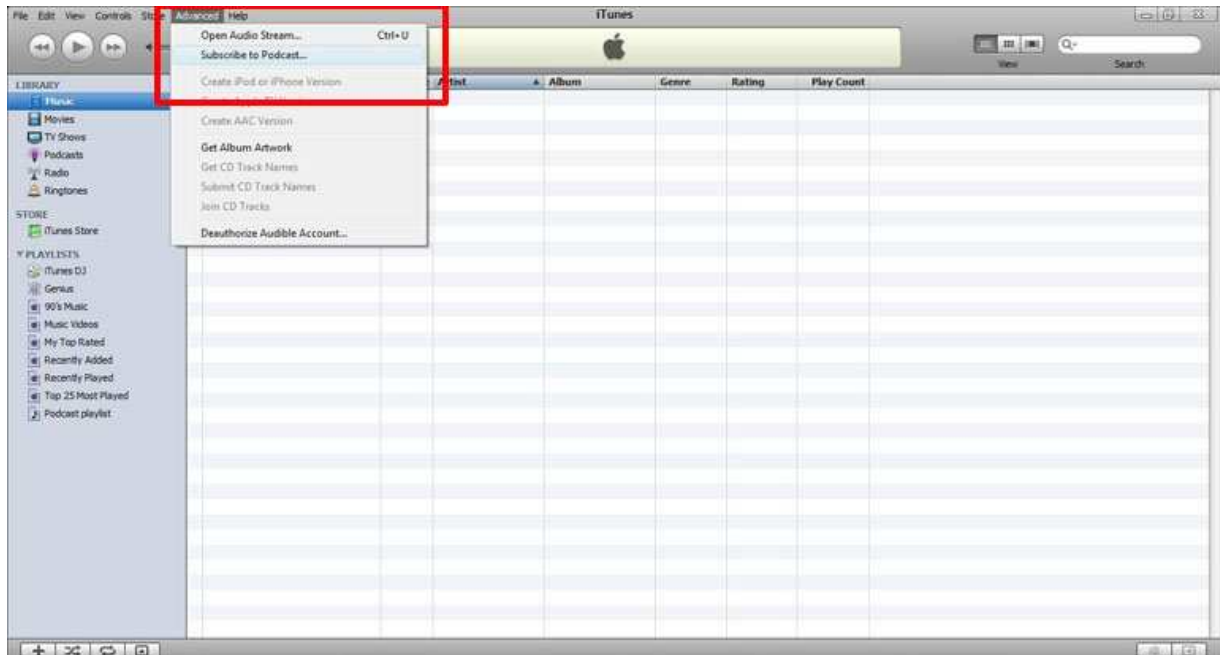 File Edit View Controls Store Advanced Help
iTunes
Open Audio Stream... Ctrl+U
Subscribe to Podcast...
Create iPod or iPhone Version
Create AAC Version
Get Album Artwork
Get CD Track Names
Submit CD Track Names
Join CD Tracks
Deauthorize Audible Account...
View Search
Artist Album Genre Rating Play Count
LIBRARY
Music
Movies
TV Shows
Podcasts
Radio
Ringtones
STORE
iTunes Store
PLAYLISTS
iTunes DJ
Genius
90's Music
Music Videos
My Top Rated
Recently Added
Recently Played
Top 25 Most Played
Podcast playlist